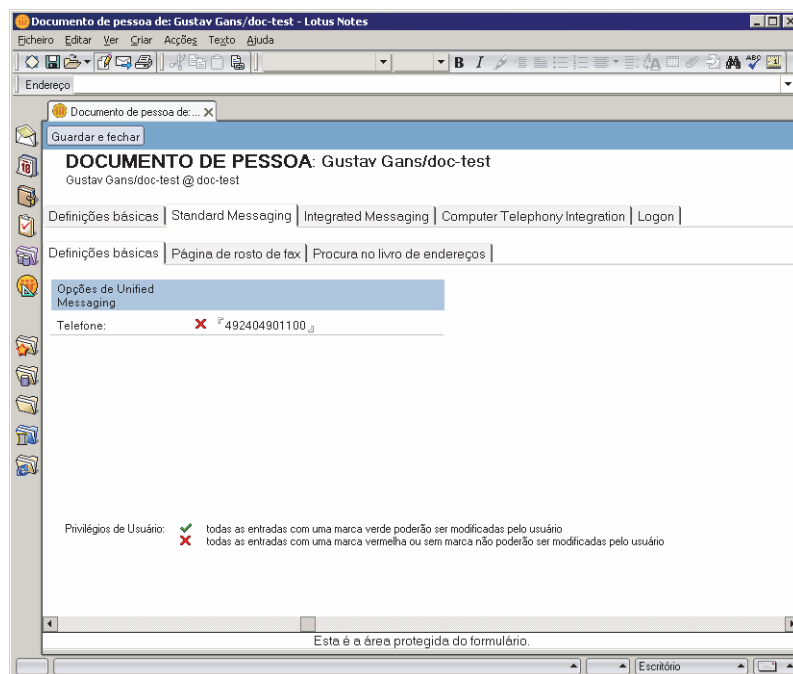 Documento de pessoa de: Gustav Gans/doc-test - Lotus Notes
Ficheiro Editar Ver Criar Acções Texto Ajuda
B I
Endereço
Documento de pessoa de:...
Guardar e fechar
DOCUMENTO DE PESSOA: Gustav Gans/doc-test
Gustav Gans/doc-test @ doc-test
Definições básicas Standard Messaging Integrated Messaging Computer Telephony Integration Logon
Definições básicas Página de rosto de fax Procura no livro de endereços
Opções de Unified
Messaging
Telefone: 492404901100
Privilégios de Usuário: todas as entradas com uma marca verde poderão ser modificadas pelo usuário
todas as entradas com uma marca vermelha ou sem marca não poderão ser modificadas pelo usuário
Esta é a área protegida do formulário.
Escritório